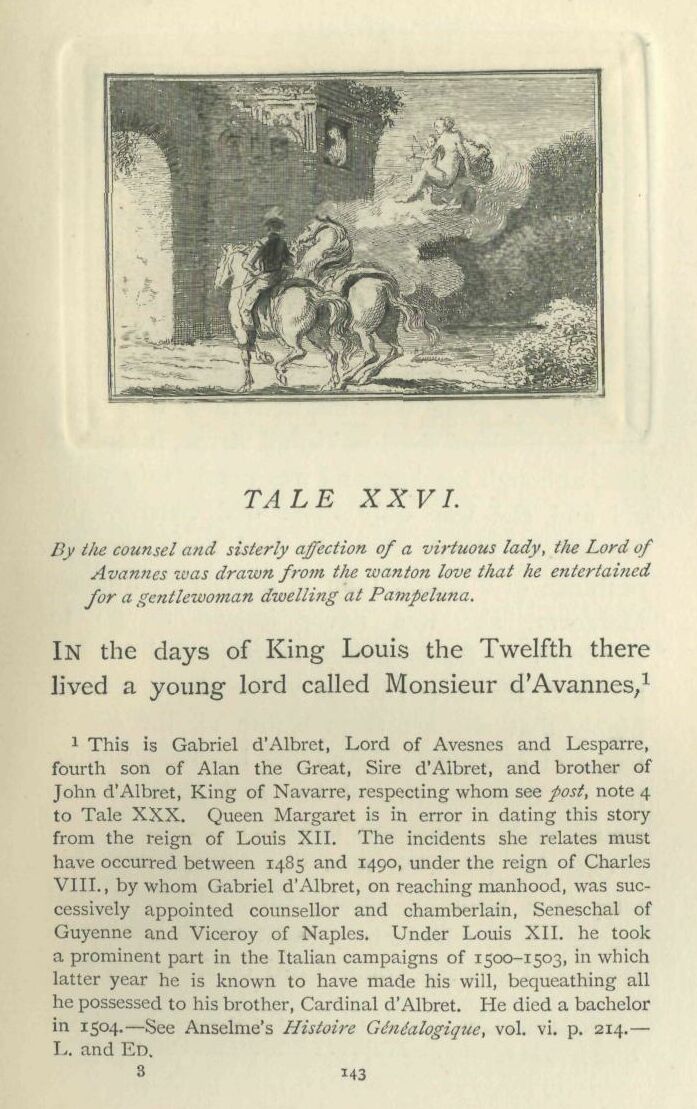 TALE XXVI.
By the counsel and sisterly affection of a virtuous lady, the Lord of
Avannes was drawn from the wanton love that he entertained
for a gentlewoman dwelling at Pampeluna.
IN the days of King Louis the Twelfth there
lived a young lord called Monsieur d'Avannes,¹
¹ This is Gabriel d'Albret, Lord of Avesnes and Lesparre,
fourth son of Alan the Great, Sire d'Albret, and brother of
John d'Albret, King of Navarre, respecting whom see post, note 4
to Tale XXX. Queen Margaret is in error in dating this story
from the reign of Louis XII. The incidents she relates must
have occurred between 1485 and 1490, under the reign of Charles
VIII., by whom Gabriel d'Albret, on reaching manhood, was suc-
cessively appointed counsellor and chamberlain, Seneschal of
Guyenne and Viceroy of Naples. Under Louis XII. he took
a prominent part in the Italian campaigns of 1500–1503, in which
latter year he is known to have made his will, bequeathing all
he possessed to his brother, Cardinal d'Albret. He died a bachelor
in 1504.—See Anselme's Histoire Généalogique, vol. vi. p. 214.—
L. and ED.
3 143